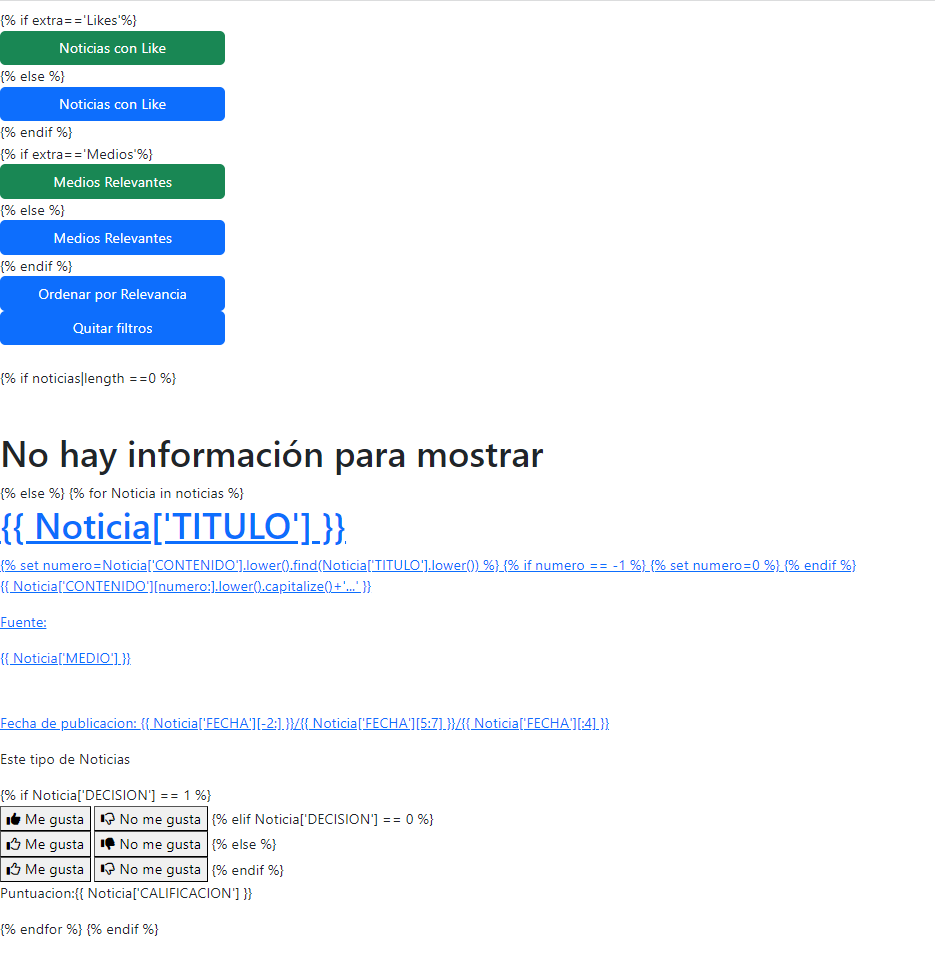 {% if extra=='Likes'%}
Noticias con Like
{% else %}
Noticias con Like
{% endif %}
{% if extra=='Medios'%}
Medios Relevantes
{% else %}
Medios Relevantes
{% endif %}
Ordenar por Relevancia
Quitar filtros
{% if noticias|length ==0 %}
No hay información para mostrar
{% else %} {% for Noticia in noticias %}
{{ Noticia['TITULO'] }}
{% set numero=Noticia['CONTENIDO'].lower().find(Noticia['TITULO'].lower()) %} {% if numero == -1 %} {% set numero=0 %} {% endif %}
{{ Noticia['CONTENIDO'][numero:].lower().capitalize()+'...' }}
Fuente:
{{ Noticia['MEDIO'] }}
Fecha de publicacion: {{ Noticia['FECHA'][-2:] }}/{{ Noticia['FECHA'][5:7] }}/{{ Noticia['FECHA'][:4] }}
Este tipo de Noticias
{% if Noticia['DECISION'] == 1 %}
Me gusta No me gusta {% elif Noticia['DECISION'] == 0 %}
Me gusta No me gusta {% else %}
Me gusta No me gusta {% endif %}
Puntuacion:{{ Noticia['CALIFICACION'] }}
{% endfor %} {% endif %}